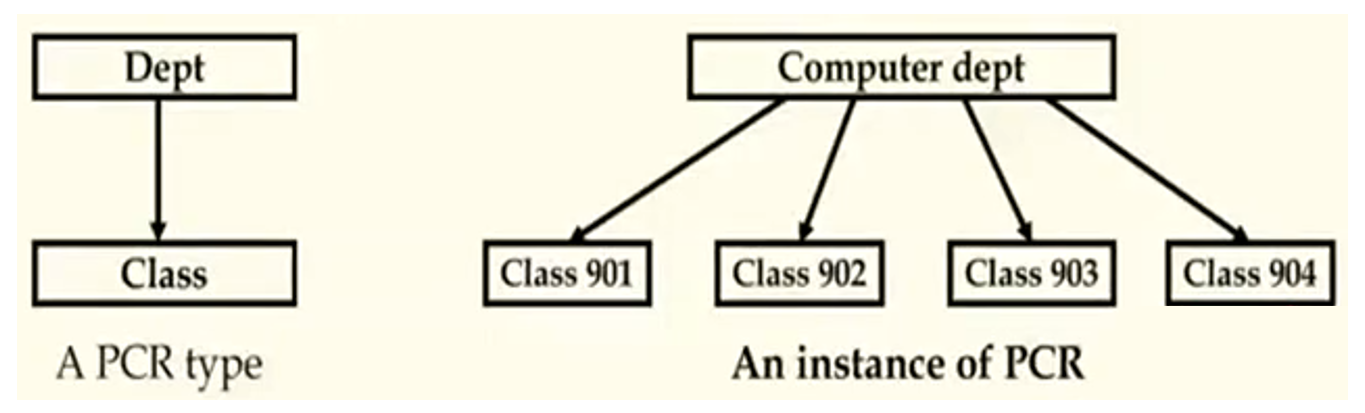 Dept
Computer dept
Class
Class 901
Class 902
Class 903
Class 904
A PCR type
An instance of PCR